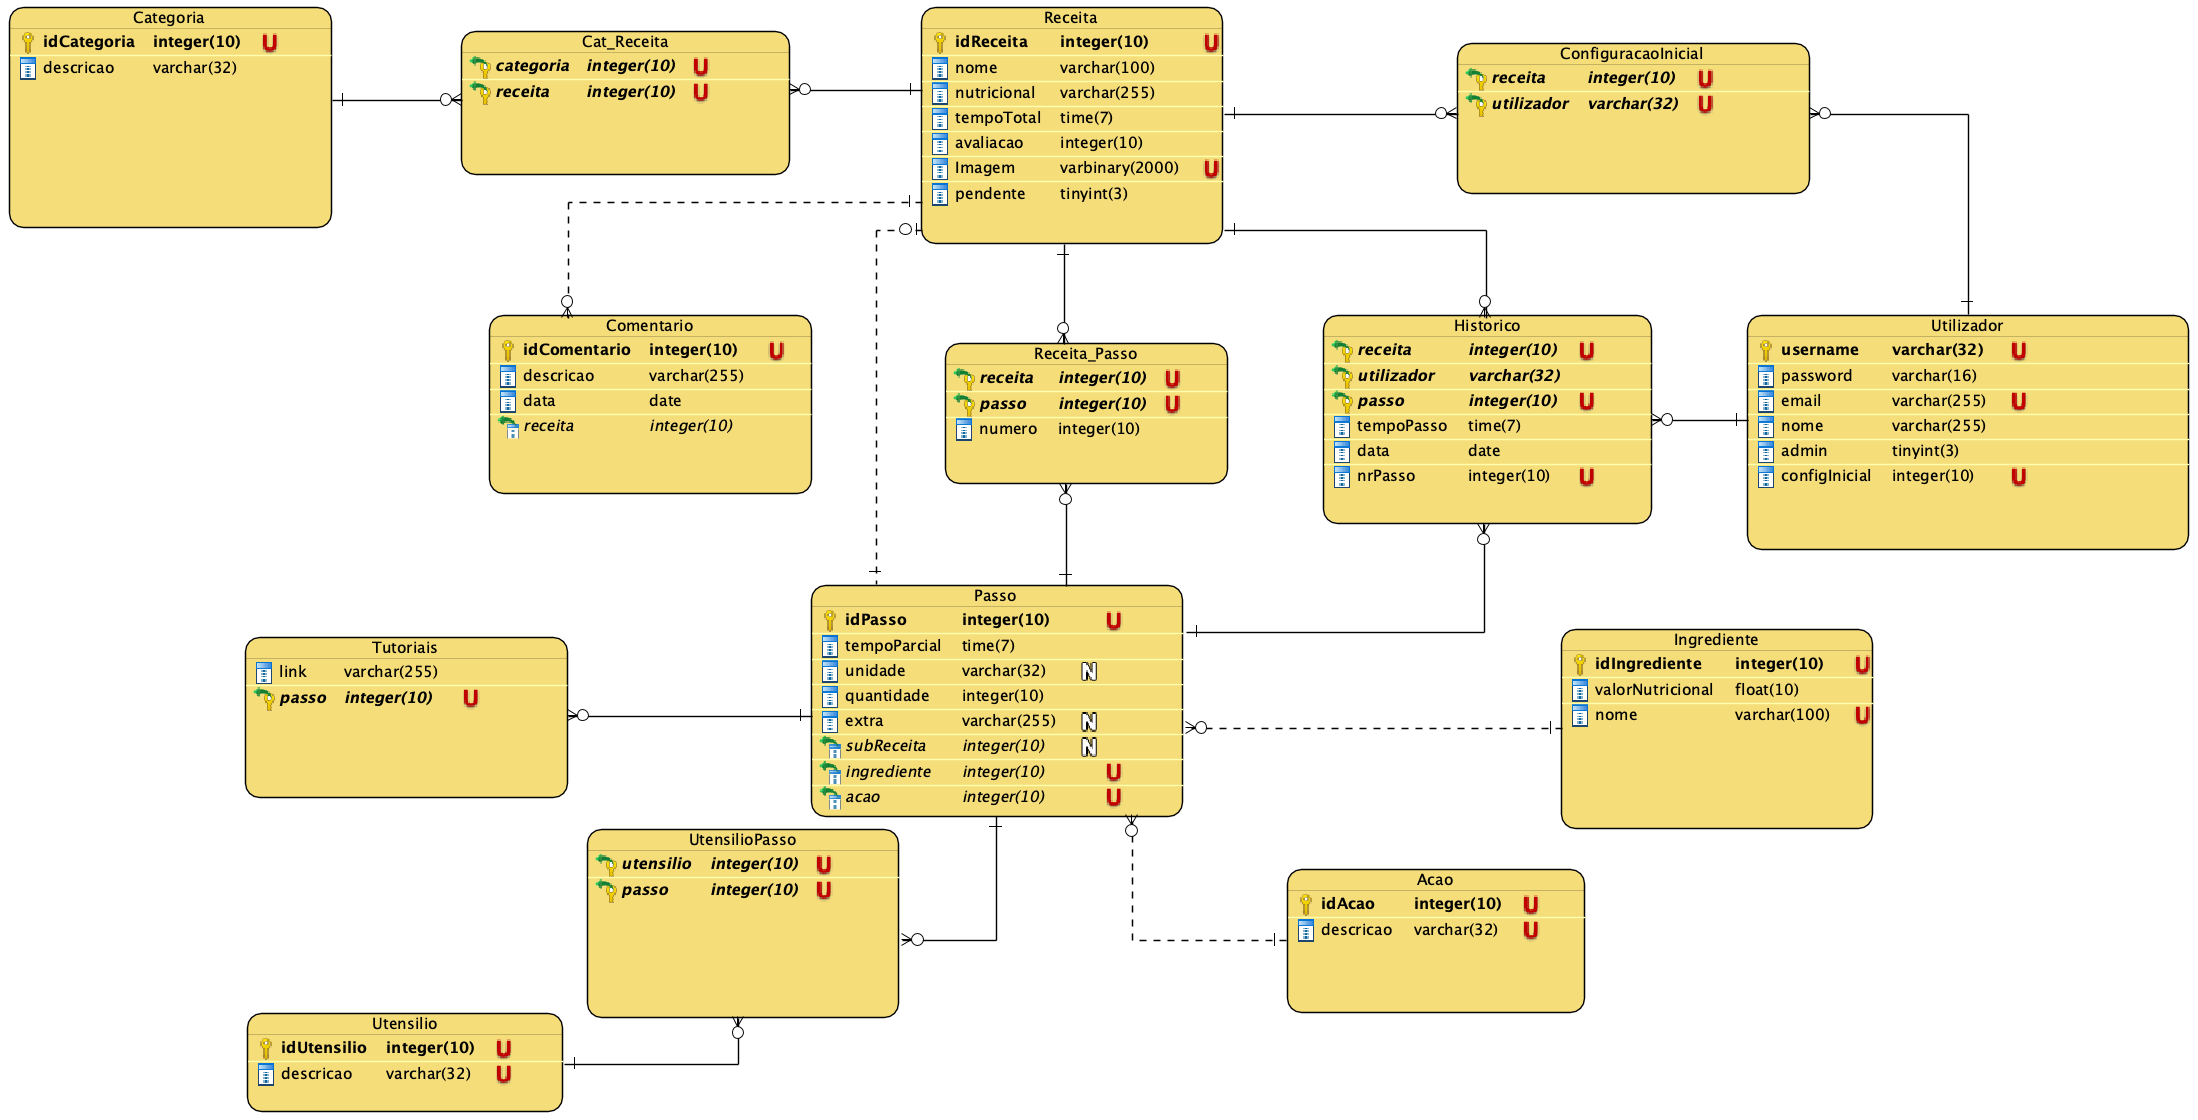 Categoria
idCategoria integer(10) U
descricao varchar(32)
Cat_Receita
categoria integer(10) U
receita integer(10) U
Receita
idReceita integer(10) U
nome varchar(100)
nutricional varchar(255)
tempoTotal time(7)
avaliacao integer(10)
Imagem varbinary(2000) U
pendente tinyint(3)
ConfiguracaoInicial
receita integer(10) U
utilizador varchar(32) U
Comentario
idComentario integer(10) U
descricao varchar(255)
data date
receita integer(10)
Receita_Passo
receita integer(10) U
passo integer(10) U
numero integer(10)
Historico
receita integer(10) U
utilizador varchar(32)
passo integer(10) U
tempoPasso time(7)
data date
nrPasso integer(10) U
Utilizador
username varchar(32) U
password varchar(16)
email varchar(255) U
nome varchar(255)
admin tinyint(3)
configInicial integer(10) U
Tutoriais
link varchar(255)
passo integer(10) U
Passo
idPasso integer(10) U
tempoParcial time(7)
unidade varchar(32) N
quantidade integer(10)
extra varchar(255) N
subReceita integer(10) N
ingrediente integer(10) U
acao integer(10) U
Ingrediente
idIngrediente integer(10) U
valorNutricional float(10)
nome varchar(100) U
UtensilioPasso
utensilio integer(10) U
passo integer(10) U
Acao
idAcao integer(10) U
descricao varchar(32) U
Utensilio
idUtensilio integer(10) U
descricao varchar(32) U